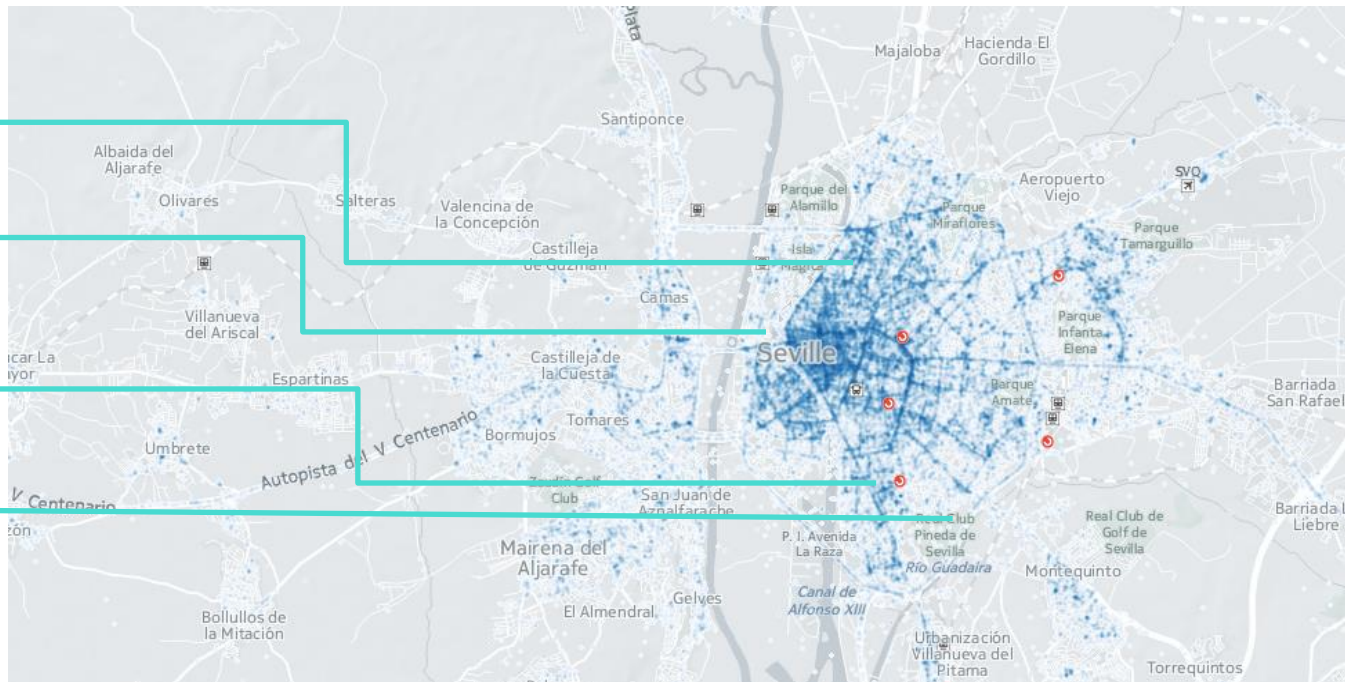 Plata
Majaloba
Hacienda El
Gordillo
Santiponce
Albaida del
Aljarafe
Olivares
Salteras
Valencina de
la Concepción
Parque del
Alamillo
Parque
Miraflores
Aeropuerto
Viejo
SVQ
Parque
Tamarguillo
Castilleja
de Guzmán
Isla
Mágica
Camas
Villanueva
del Ariscal
Parque
Infanta
Elena
Seville
Castilleja de
la Cuesta
Espartinas
Parque
Amate
Barriada
San Rafael
Tomares
Bormujos
Umbrete
Autopista del V Centenario
V Centenario
Golf
Club
San Juan de
Aznalfarache
Real Club
Pineda de
Sevilla
Real Club de
Golf de
Sevilla
Barriada L
Liebre
P. I. Avenida
La Raza
Río Guadaira
Montequinto
Mairena del
Aljarafe
Canal de
Alfonso XIII
Gelves
El Almendral
Bollullos de
la Mitación
Urbanización
Villanueva del
Pitama
Torrequintos